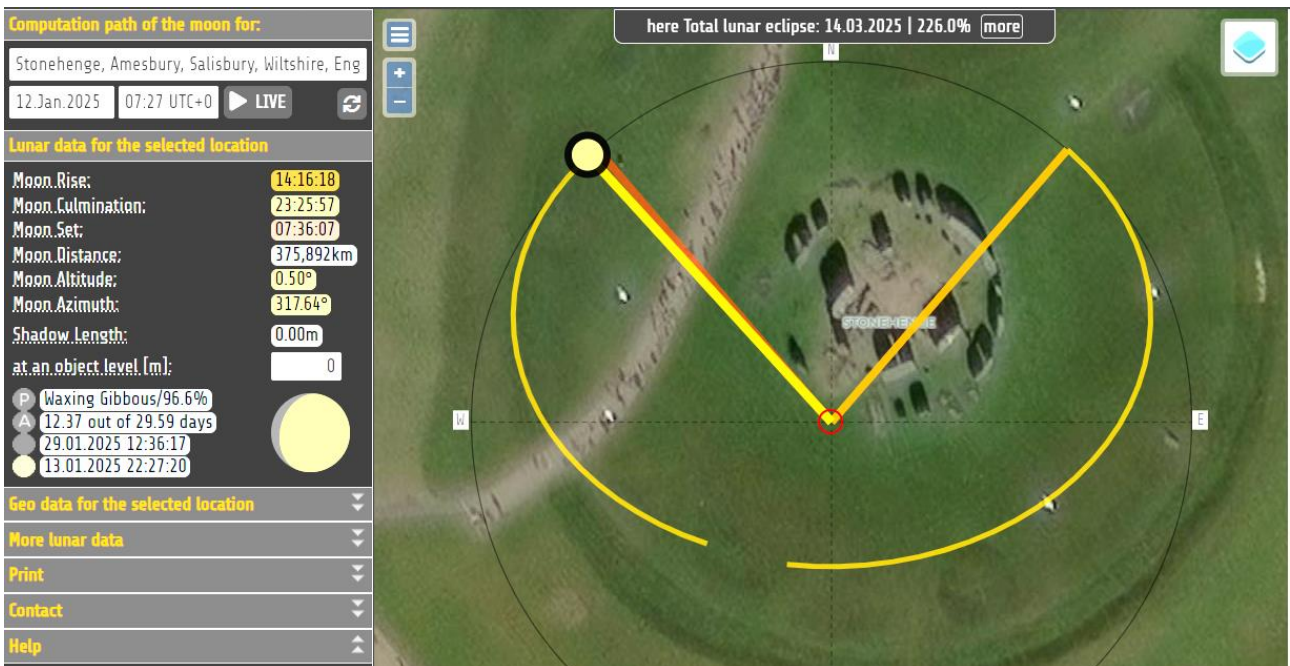 Computation path of the moon for:
Stonehenge, Amesbury, Salisbury, Wiltshire, Eng
12.Jan.2025 07:27 UTC+0 LIVE
Lunar data for the selected location
Moon Rise: 14:16:18
Moon Culmination: 23:25:57
Moon Set: 07:36:07
Moon Distance: 375,892km
Moon Altitude: 0.50°
Moon Azimuth: 317.64°
Shadow Length: 0.00m
at an object level [m]: 0
P Waxing Gibbous/96.6%
A 12.37 out of 29.59 days
29.01.2025 12:36:17
13.01.2025 22:27:20
Geo data for the selected location
More lunar data
Print
Contact
Help
here Total lunar eclipse: 14.03.2025 | 226.0% more
N
STONEHENGE
W
E